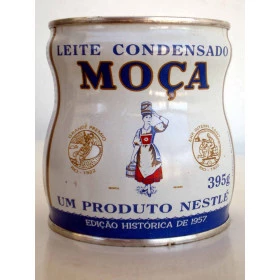 LEITE CONDENSADO
MOÇA
395g
UM PRODUTO NESTLÉ
EDIÇÃO HISTÓRICA DE 1957